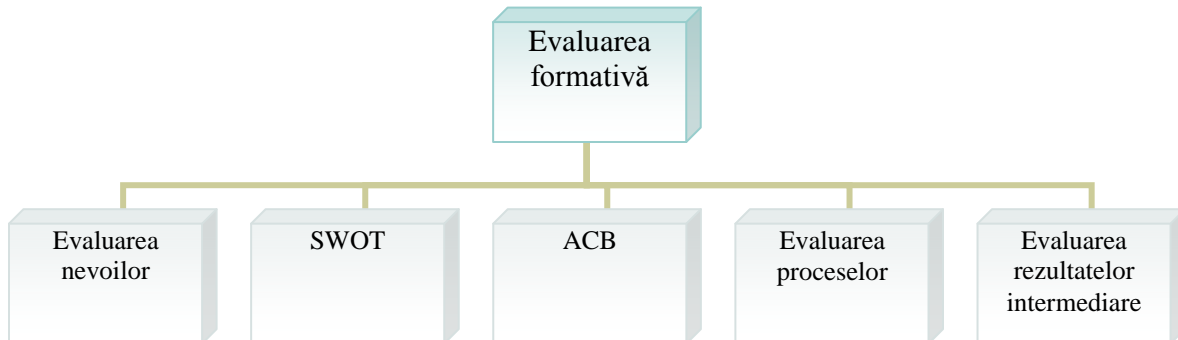 Evaluarea
formativă
Evaluarea
nevoilor
SWOT
ACB
Evaluarea
proceselor
Evaluarea
rezultatelor
intermediare